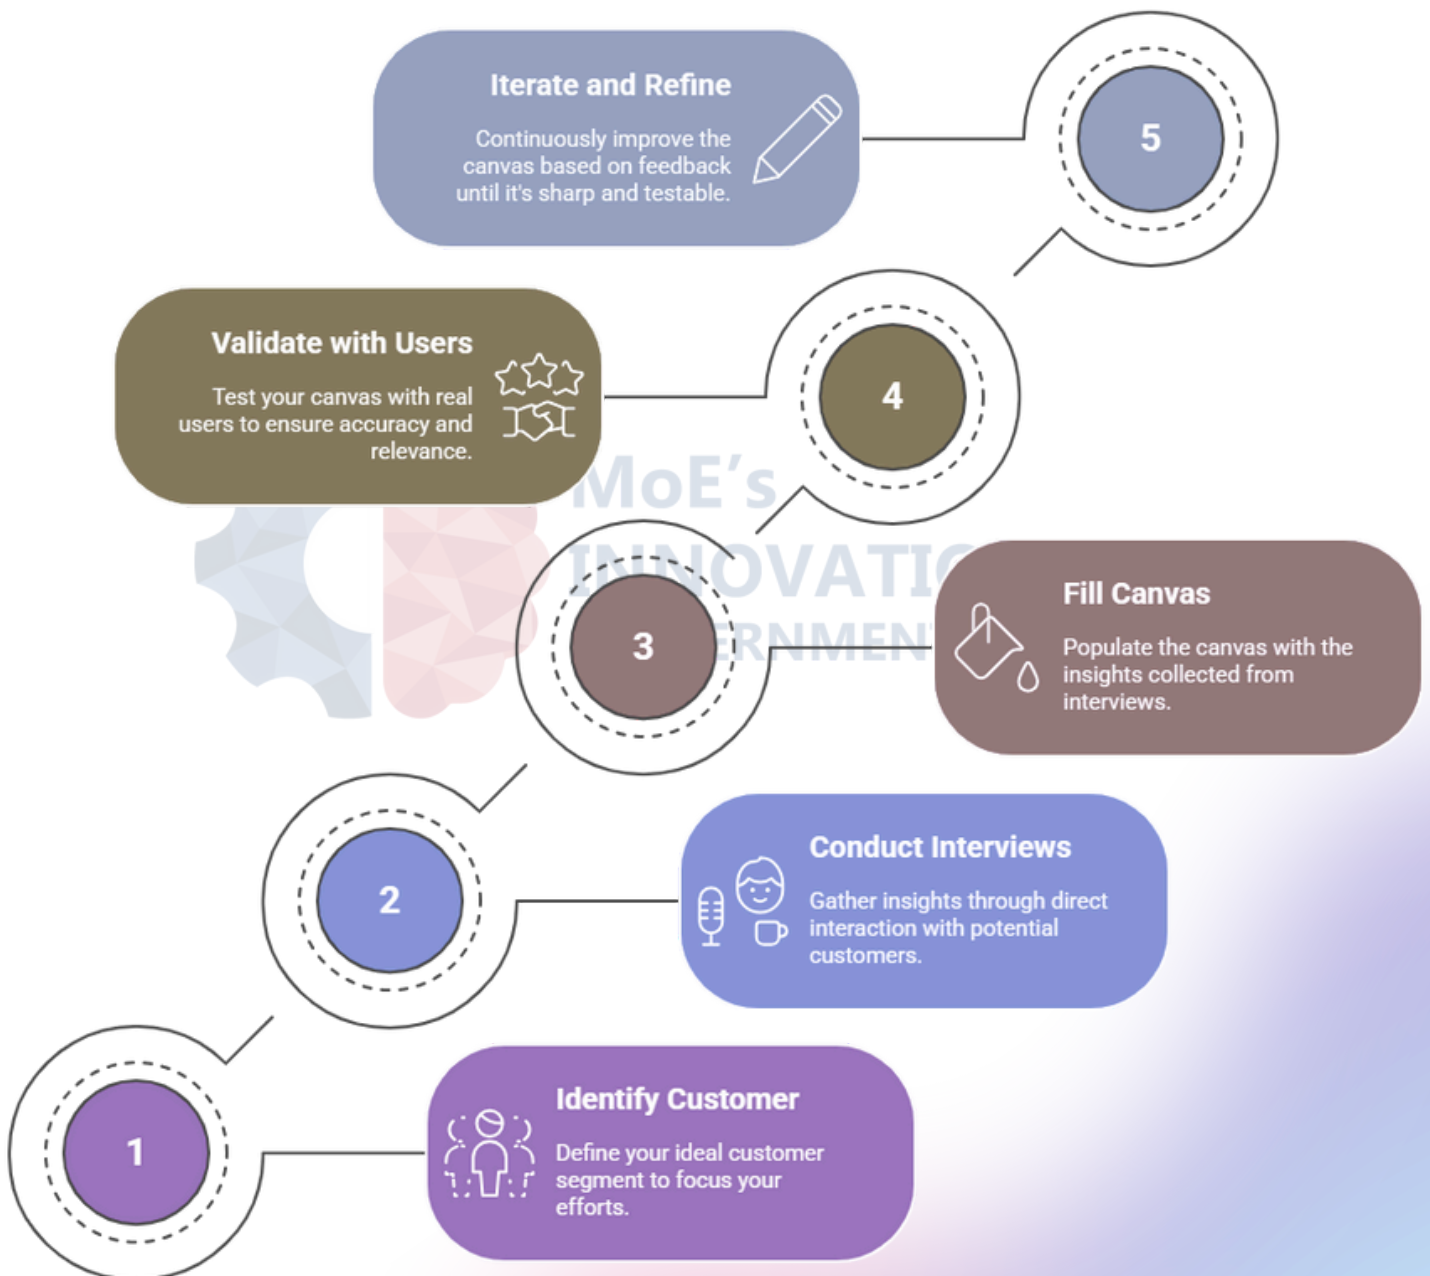 Iterate and Refine
Continuously improve the
canvas based on feedback
until it's sharp and testable.
5
Validate with Users
Test your canvas with real
users to ensure accuracy and
relevance.
4
MoE's
INNOVATIO
ERNMENT
3
Fill Canvas
Populate the canvas with the
insights collected from
interviews.
2
Conduct Interviews
Gather insights through direct
interaction with potential
customers.
1
Identify Customer
Define your ideal customer
segment to focus your
efforts.